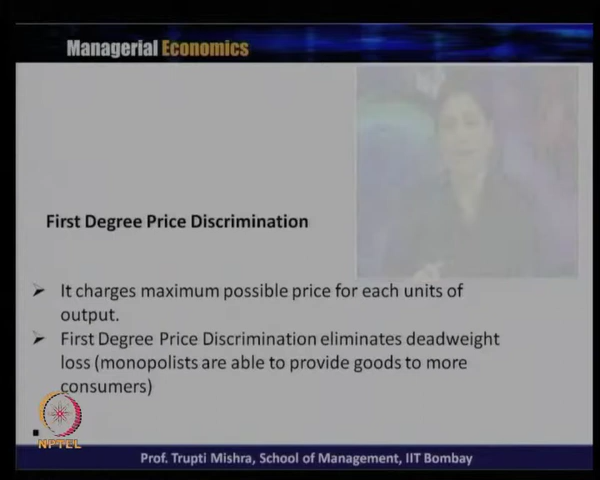 Managerial Economics
First Degree Price Discrimination
➤ It charges maximum possible price for each units of
output.
➤ First Degree Price Discrimination eliminates deadweight
loss (monopolists are able to provide goods to more
consumers)
NPTEL
Prof. Trupti Mishra, School of Management, IIT Bombay